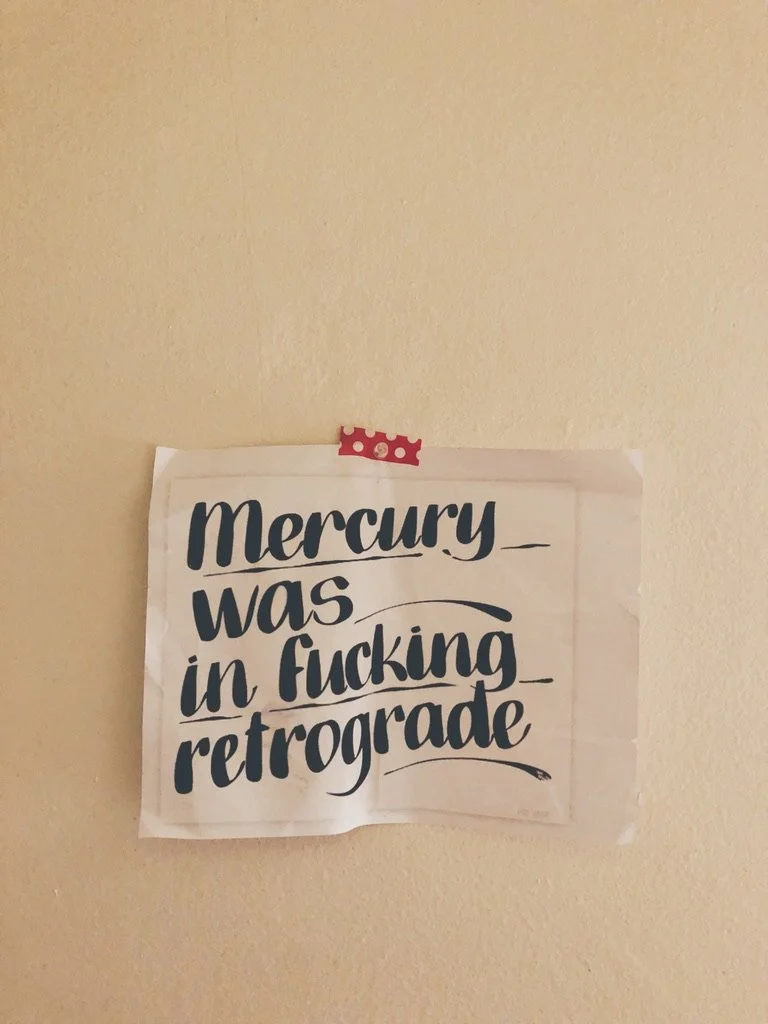 Mercury
was
in fucking
retrograde